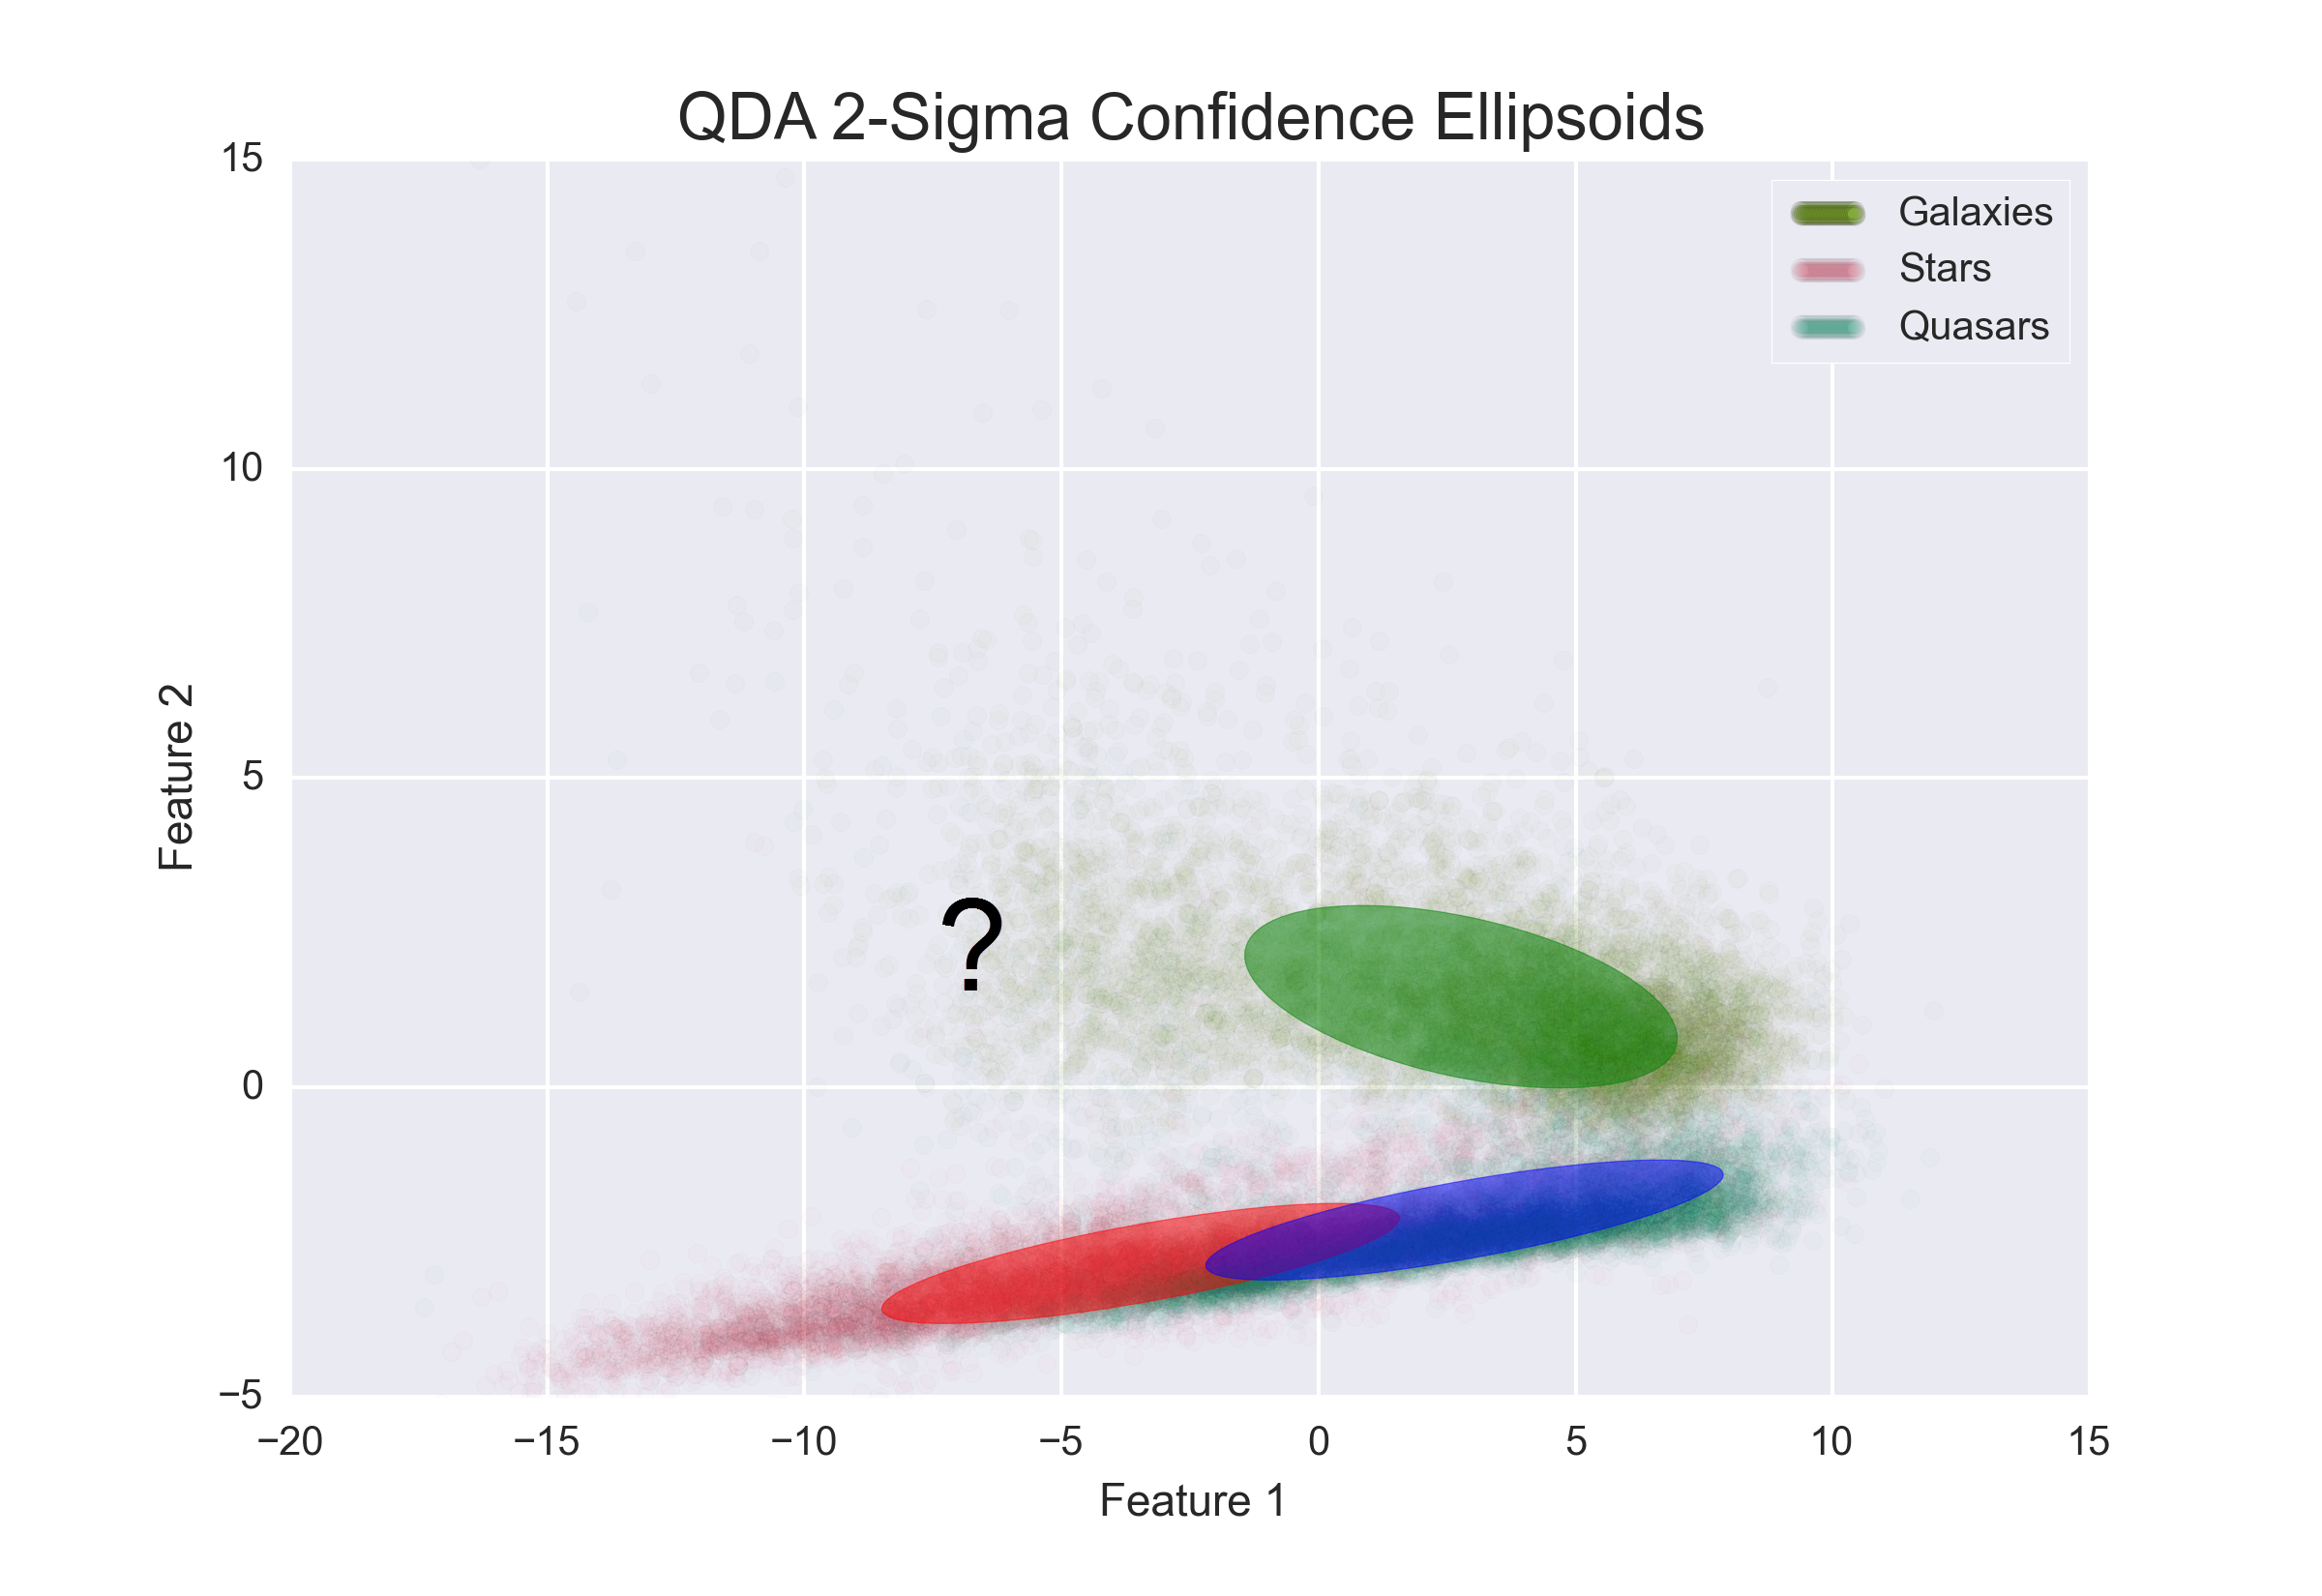 QDA 2-Sigma Confidence Ellipsoids
15
10
5
0
−5
Feature 2
Galaxies
Stars
Quasars
?
−20 −15 −10 −5 0 5 10 15
Feature 1